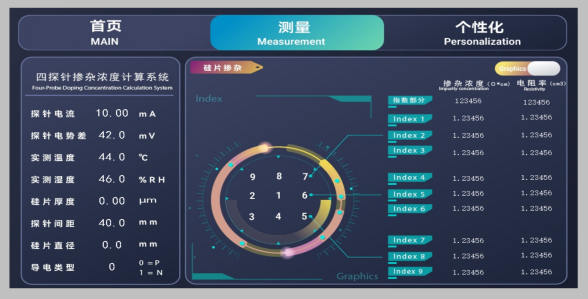 首页
MAIN
测量
Measurement
个性化
Personalization
四探针掺杂浓度计算系统
Four-Probe Doping Concantration Calculation System
探针电流 10.00 mA
探针电势差 42.0 mV
实测温度 44.0 ℃
实测湿度 46.0 %RH
硅片厚度 0.00 μm
探针间距 40.0 mm
硅片直径 0.0 mm
导电类型 0 0=P
1=N
硅片掺杂
Index
9 8 7
2 1 6
3 4 5
Graphics
Graphics
掺杂浓度 (Ω*cm) 电阻率 (cm3)
Impurity concentration Resistivity
指数部分 123456 123456
Index 1 1.23456 1.23456
Index 2 1.23456 1.23456
Index 3 1.23456 1.23456
Index 4 1.23456 1.23456
Index 5 1.23456 1.23456
Index 6 1.23456 1.23456
Index 7 1.23456 1.23456
Index 8 1.23456 1.23456
Index 9 1.23456 1.23456